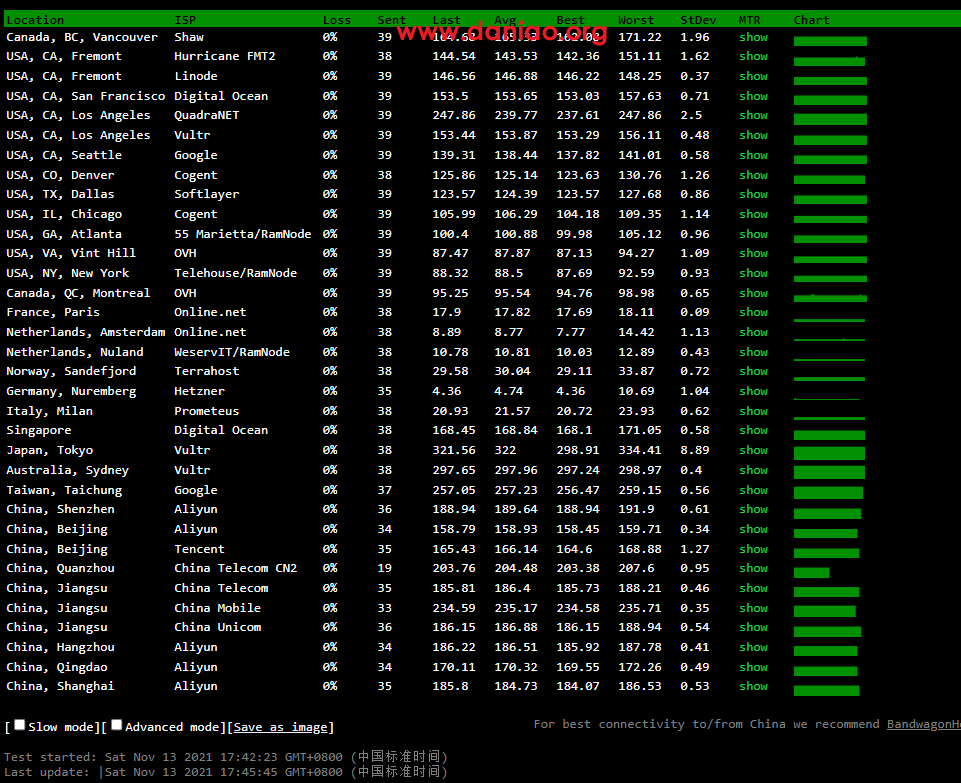 Location ISP Loss Sent Last Avg Best Worst StDev MTR Chart
www.daniao.org
Canada, BC, Vancouver Shaw 0% 39 171.22 1.96 show
USA, CA, Fremont Hurricane FMT2 0% 38 144.54 143.53 142.36 151.11 1.62 show
USA, CA, Fremont Linode 0% 39 146.56 146.88 146.22 148.25 0.37 show
USA, CA, San Francisco Digital Ocean 0% 39 153.5 153.65 153.03 157.63 0.71 show
USA, CA, Los Angeles QuadraNET 0% 39 247.86 239.77 237.61 247.86 2.5 show
USA, CA, Los Angeles Vultr 0% 39 153.44 153.87 153.29 156.11 0.48 show
USA, CA, Seattle Google 0% 39 139.31 138.44 137.82 141.01 0.58 show
USA, CO, Denver Cogent 0% 38 125.86 125.14 123.63 130.76 1.26 show
USA, TX, Dallas Softlayer 0% 39 123.57 124.39 123.57 127.68 0.86 show
USA, IL, Chicago Cogent 0% 39 105.99 106.29 104.18 109.35 1.14 show
USA, GA, Atlanta 55 Marietta/RamNode 0% 39 100.4 100.88 99.98 105.12 0.96 show
USA, VA, Vint Hill OVH 0% 39 87.47 87.87 87.13 94.27 1.09 show
USA, NY, New York Telehouse/RamNode 0% 39 88.32 88.5 87.69 92.59 0.93 show
Canada, QC, Montreal OVH 0% 39 95.25 95.54 94.76 98.98 0.65 show
France, Paris Online.net 0% 38 17.9 17.82 17.69 18.11 0.09 show
Netherlands, Amsterdam Online.net 0% 38 8.89 8.77 7.77 14.42 1.13 show
Netherlands, Nuland WeservIT/RamNode 0% 38 10.78 10.81 10.03 12.89 0.43 show
Norway, Sandefjord Terrahost 0% 38 29.58 30.04 29.11 33.87 0.72 show
Germany, Nuremberg Hetzner 0% 35 4.36 4.74 4.36 10.69 1.04 show
Italy, Milan Prometeus 0% 38 20.93 21.57 20.72 23.93 0.62 show
Singapore Digital Ocean 0% 38 168.45 168.84 168.1 171.05 0.58 show
Japan, Tokyo Vultr 0% 38 321.56 322 298.91 334.41 8.89 show
Australia, Sydney Vultr 0% 38 297.65 297.96 297.24 298.97 0.4 show
Taiwan, Taichung Google 0% 37 257.05 257.23 256.47 259.15 0.56 show
China, Shenzhen Aliyun 0% 36 188.94 189.64 188.94 191.9 0.61 show
China, Beijing Aliyun 0% 34 158.79 158.93 158.45 159.71 0.34 show
China, Beijing Tencent 0% 35 165.43 166.14 164.6 168.88 1.27 show
China, Quanzhou China Telecom CN2 0% 19 203.76 204.48 203.38 207.6 0.95 show
China, Jiangsu China Telecom 0% 35 185.81 186.4 185.73 188.21 0.46 show
China, Jiangsu China Mobile 0% 33 234.59 235.17 234.58 235.71 0.35 show
China, Jiangsu China Unicom 0% 36 186.15 186.88 186.15 188.94 0.54 show
China, Hangzhou Aliyun 0% 34 186.22 186.51 185.92 187.78 0.41 show
China, Qingdao Aliyun 0% 34 170.11 170.32 169.55 172.26 0.49 show
China, Shanghai Aliyun 0% 35 185.8 184.73 184.07 186.53 0.53 show
[Slow mode][Advanced mode][Save as image] For best connectivity to/from China we recommend BandwagonH
Test started: Sat Nov 13 2021 17:42:23 GMT+0800 (中国标准时间)
Last update: |Sat Nov 13 2021 17:45:45 GMT+0800 (中国标准时间)